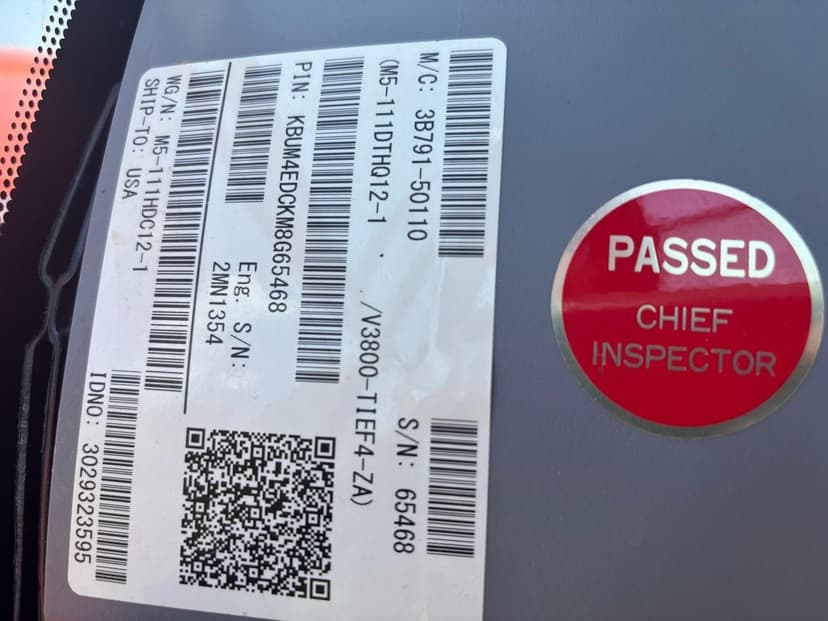 M/C: 3B791-50110
S/N: 65468
(M5-111DTHQ12-1 . /V3800-TIEF4-ZA)
PIN: KBUM4EDCKM8G65468
Eng. S/N:
2MN1354
WG/N: M5-111HDC12-1
SHIP-TO: USA
IDNO: 3029323595
PASSED
CHIEF
INSPECTOR